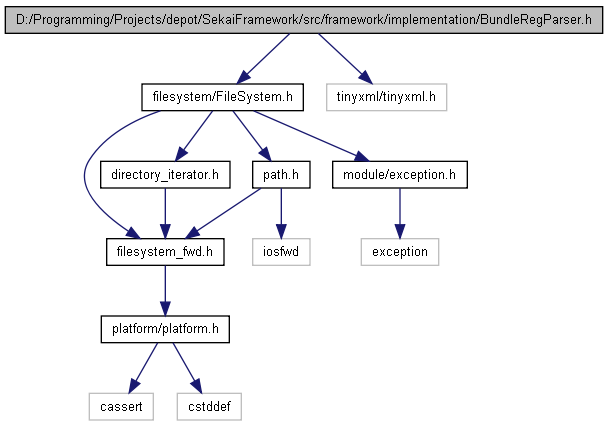 D:/Programming/Projects/depot/SekaiFramework/src/framework/implementation/BundleRegParser.h
filesystem/FileSystem.h
tinyxml/tinyxml.h
directory_iterator.h
path.h
module/exception.h
filesystem_fwd.h
iosfwd
exception
platform/platform.h
cassert
cstddef